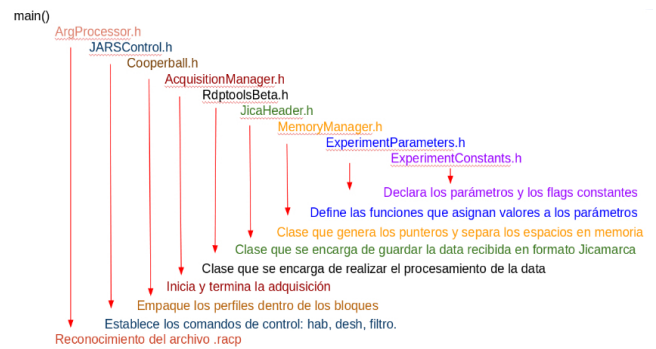 main()
ArgProcessor.h
JARSControl.h
Cooperball.h
AcquisitionManager.h
RdptoolsBeta.h
JicaHeader.h
MemoryManager.h
ExperimentParameters.h
ExperimentConstants.h
Declara los parámetros y los flags constantes
Define las funciones que asignan valores a los parámetros
Clase que genera los punteros y separa los espacios en memoria
Clase que se encarga de guardar la data recibida en formato Jicamarca
Clase que se encarga de realizar el procesamiento de la data
Inicia y termina la adquisición
Empaque los perfiles dentro de los bloques
Establece los comandos de control: hab, desh, filtro.
Reconocimiento del archivo .racp